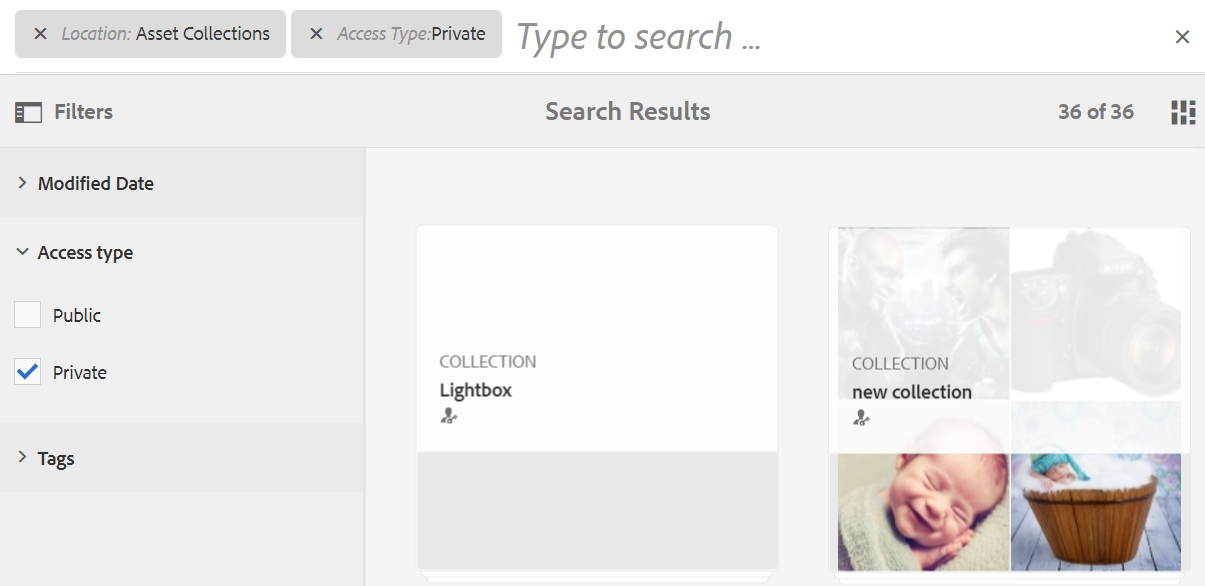 Location: Asset Collections
Access Type:Private
Type to search ...
Filters
Search Results
36 of 36
Modified Date
Access type
Public
Private
Tags
COLLECTION
Lightbox
COLLECTION
new collection